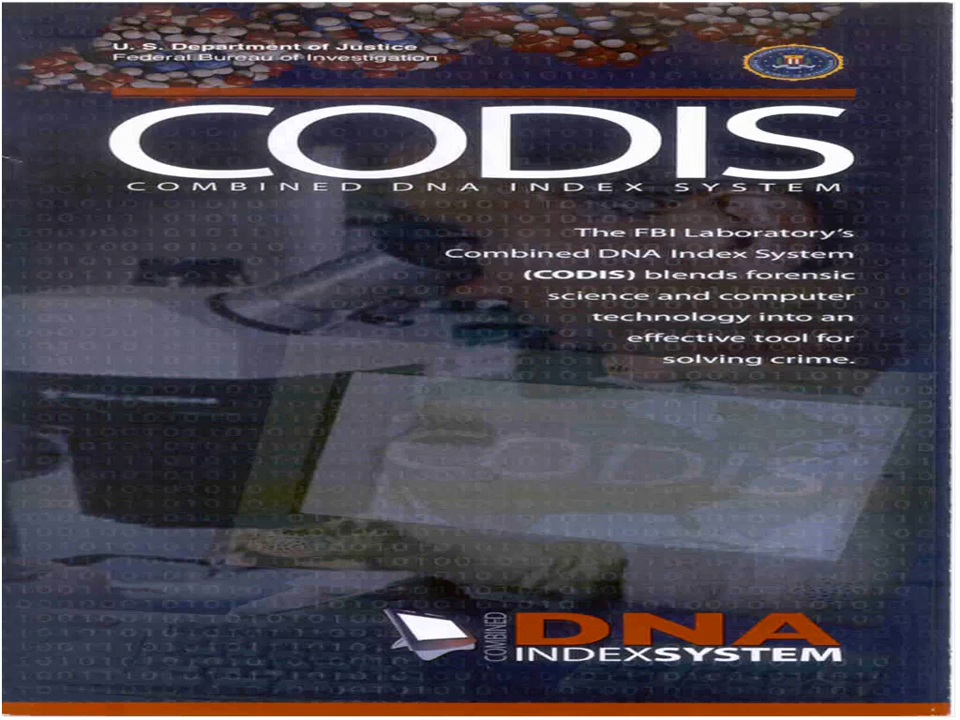 U. S. Department of Justice
Federal Bureau of Investigation
CODIS
COMBINED DNA INDEX SYSTEM
The FBI Laboratory's
Combined DNA Index System
(CODIS) blends forensic
science and computer
technology into an
effective tool for
solving crime.
CODIS
COMBINED
DNA
INDEXSYSTEM